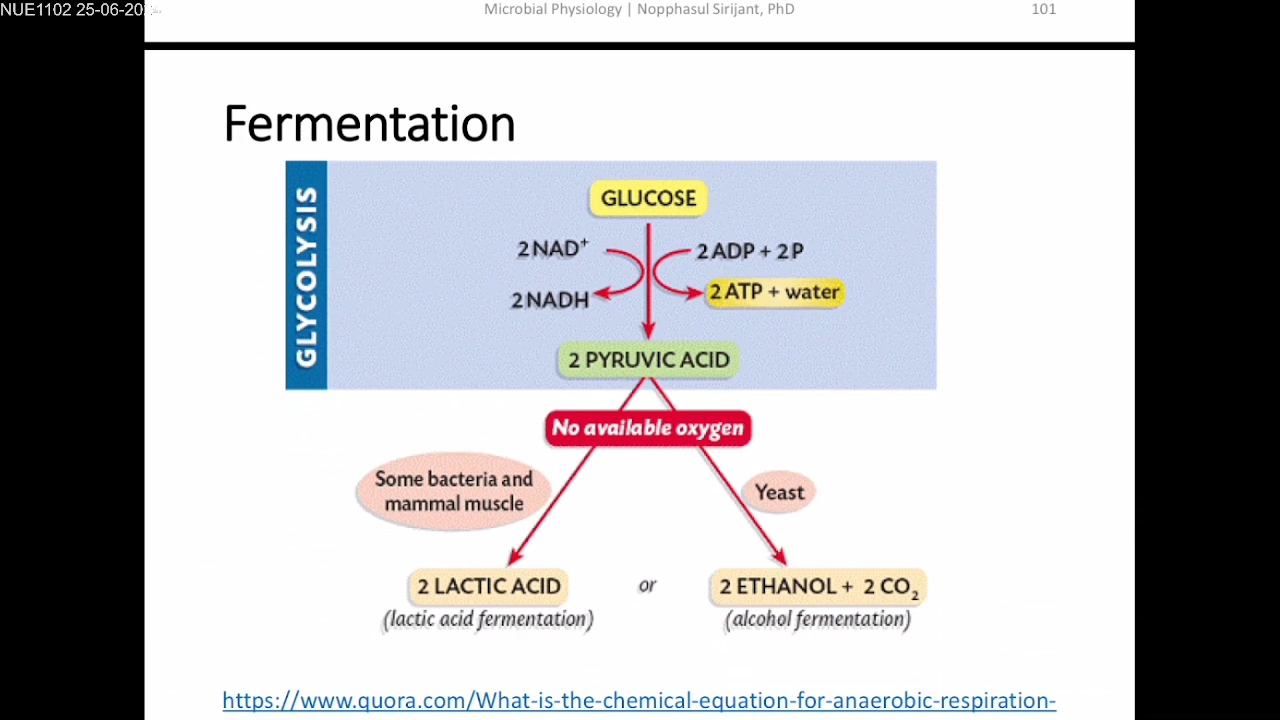 NUE1102 25-06-20
Microbial Physiology | Nopphasul Sirijant, PhD
101
Fermentation
GLYCOLYSIS
GLUCOSE
2 NAD⁺
2 ADP + 2 P
2 NADH
2 ATP + water
2 PYRUVIC ACID
No available oxygen
Some bacteria and
mammal muscle
Yeast
2 LACTIC ACID
or
2 ETHANOL + 2 CO₂
(lactic acid fermentation)
(alcohol fermentation)
https://www.quora.com/What-is-the-chemical-equation-for-anaerobic-respiration-